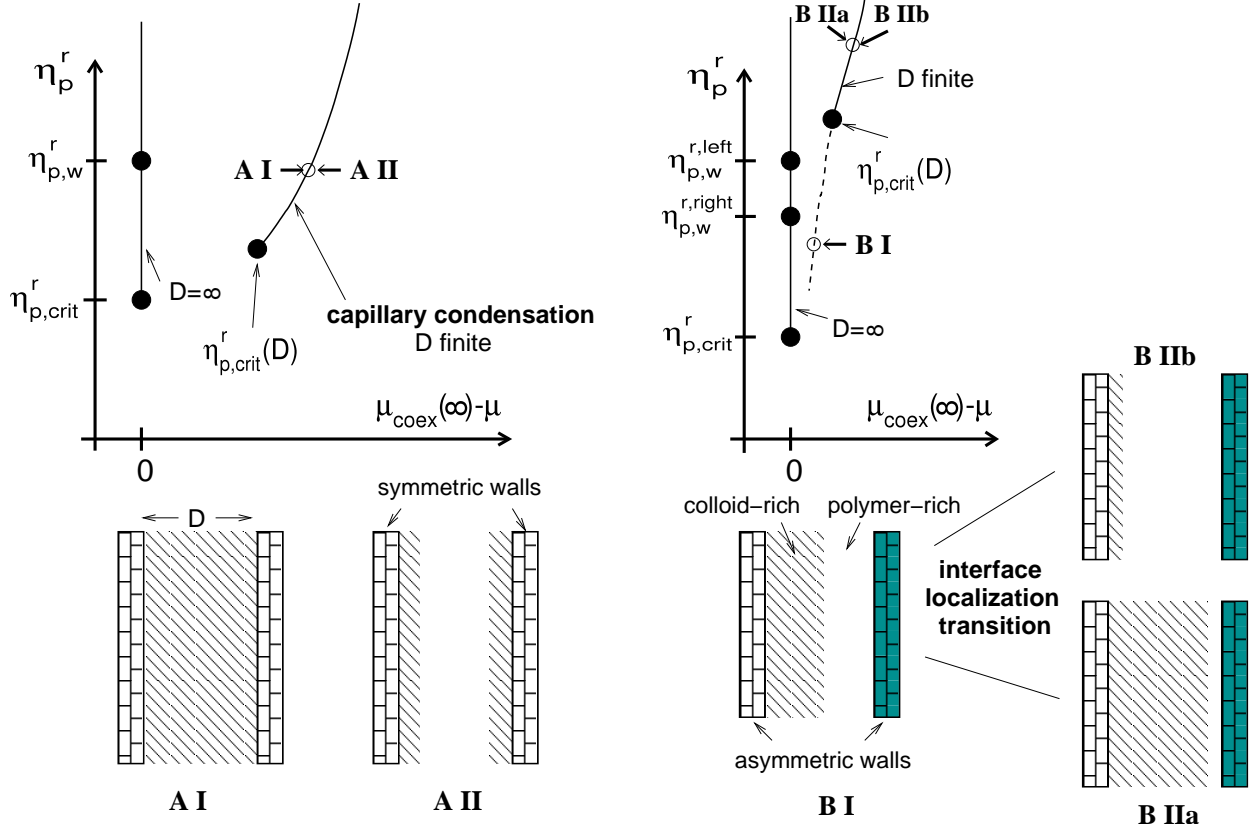 η_p^r
η_{p,w}^r
η_{p,crit}^r
A I
A II
D=∞
η_{p,crit}^r(D)
capillary condensation
D finite
μ_coex(∞)-μ
0
symmetric walls
D
A I
A II
B IIa
B IIb
η_p^r
D finite
η_{p,w}^{r,left}
η_{p,crit}^r(D)
η_{p,w}^{r,right}
B I
D=∞
η_{p,crit}^r
μ_coex(∞)-μ
0
colloid-rich
polymer-rich
asymmetric walls
B I
interface
localization
transition
B IIb
B IIa